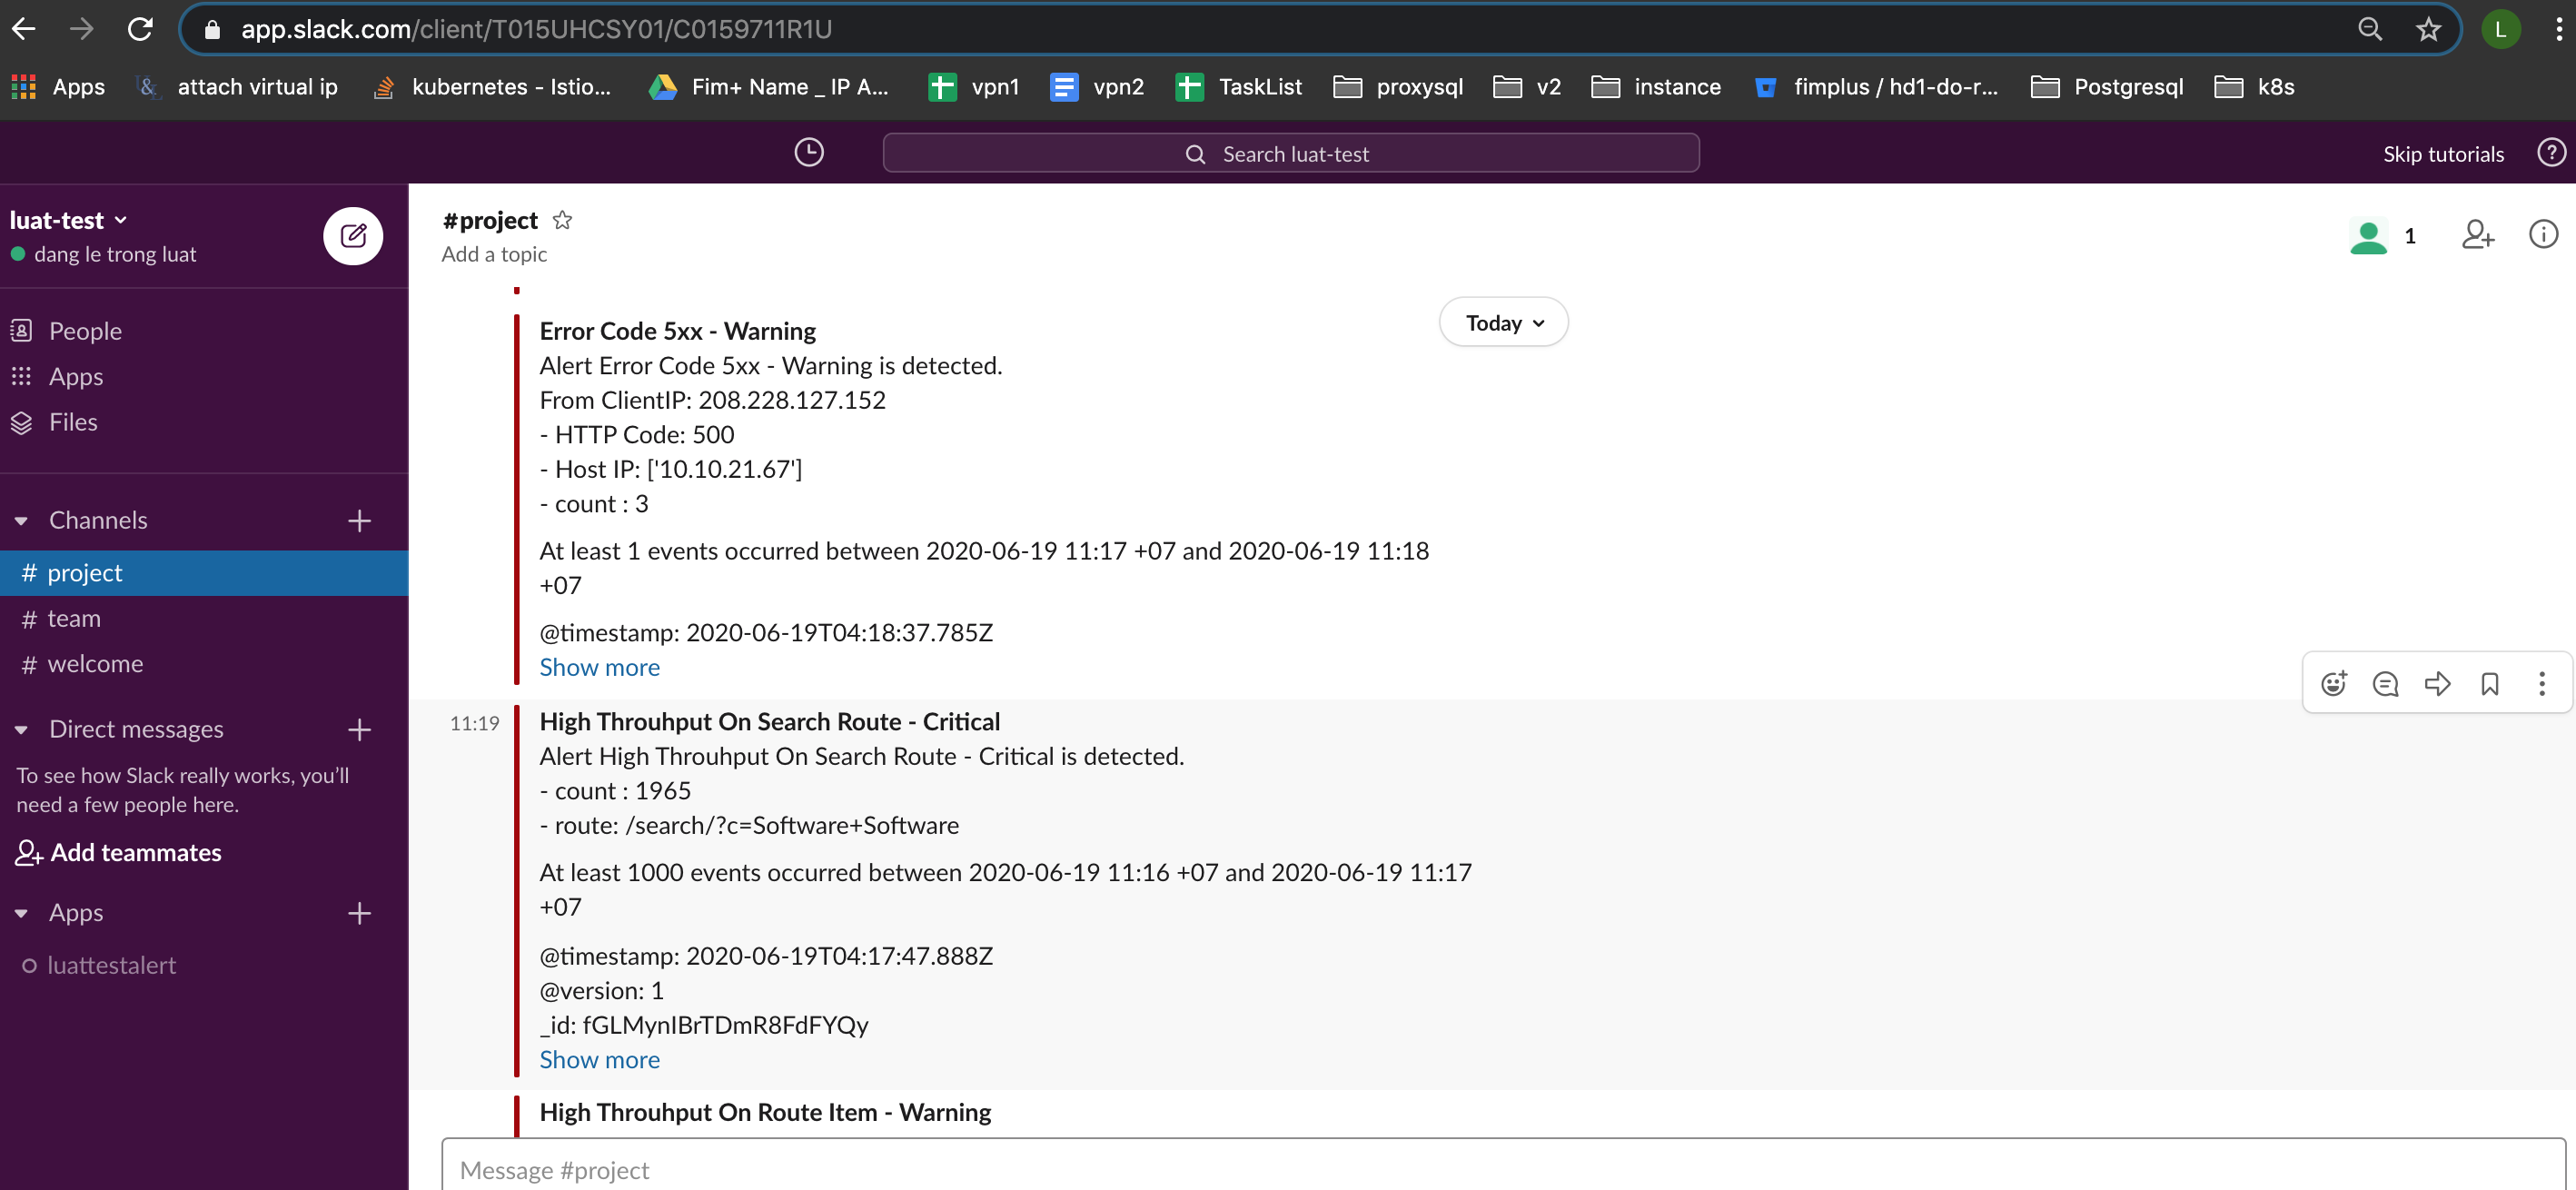 app.slack.com/client/T015UHCSY01/C0159711R1U
L
Apps attach virtual ip kubernetes - Istio... Fim+ Name _ IP A... vpn1 vpn2 TaskList proxysql v2 instance fimplus / hd1-do-r... Postgresql k8s
Search luat-test
Skip tutorials
luat-test
dang le trong luat
People
Apps
Files
Channels
# project
# team
# welcome
Direct messages
To see how Slack really works, you’ll
need a few people here.
Add teammates
Apps
luattestalert
#project
Add a topic
1
Today
Error Code 5xx - Warning
Alert Error Code 5xx - Warning is detected.
From ClientIP: 208.228.127.152
- HTTP Code: 500
- Host IP: ['10.10.21.67']
- count : 3
At least 1 events occurred between 2020-06-19 11:17 +07 and 2020-06-19 11:18
+07
@timestamp: 2020-06-19T04:18:37.785Z
Show more
11:19
High Throuhput On Search Route - Critical
Alert High Throuhput On Search Route - Critical is detected.
- count : 1965
- route: /search/?c=Software+Software
At least 1000 events occurred between 2020-06-19 11:16 +07 and 2020-06-19 11:17
+07
@timestamp: 2020-06-19T04:17:47.888Z
@version: 1
_id: fGLMynIBrTDmR8FdFYQy
Show more
High Throuhput On Route Item - Warning
Message #project